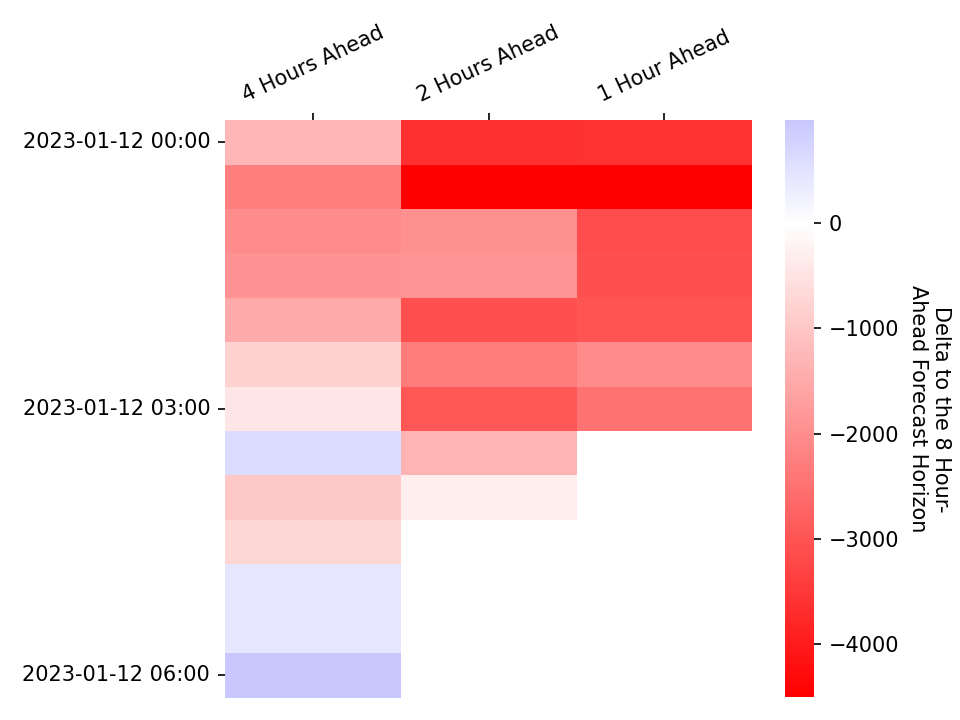 4 Hours Ahead
2 Hours Ahead
1 Hour Ahead
2023-01-12 00:00
2023-01-12 03:00
2023-01-12 06:00
0
−1000
−2000
−3000
−4000
Delta to the 8 Hour-
Ahead Forecast Horizon